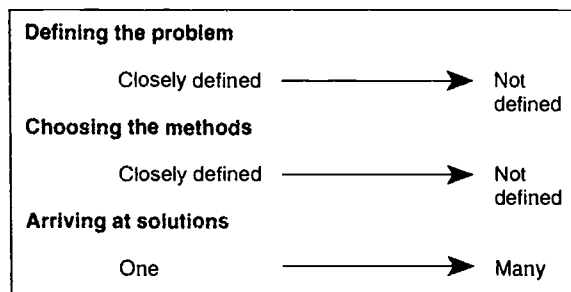 Defining the problem
Closely defined Not
defined
Choosing the methods
Closely defined Not
defined
Arriving at solutions
One Many